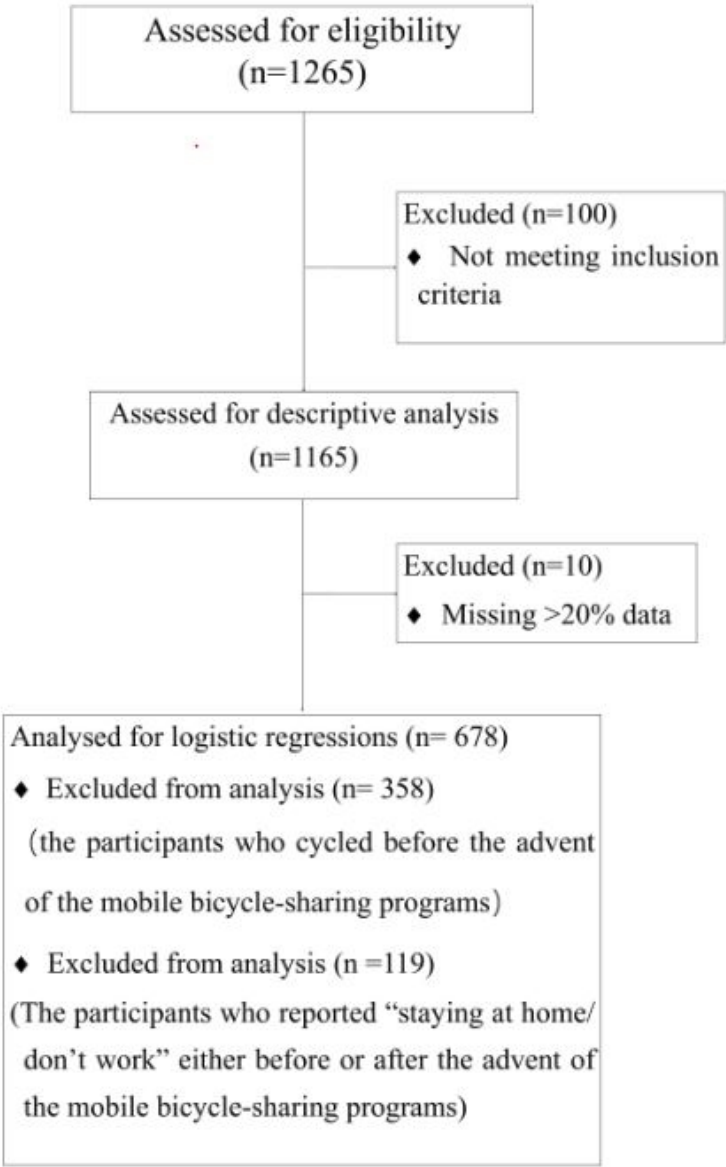 Assessed for eligibility
(n=1265)
Excluded (n=100)
♦ Not meeting inclusion
criteria
Assessed for descriptive analysis
(n=1165)
Excluded (n=10)
♦ Missing >20% data
Analysed for logistic regressions (n= 678)
♦ Excluded from analysis (n= 358)
(the participants who cycled before the advent
of the mobile bicycle-sharing programs)
♦ Excluded from analysis (n =119)
(The participants who reported “staying at home/
don’t work” either before or after the advent of
the mobile bicycle-sharing programs)